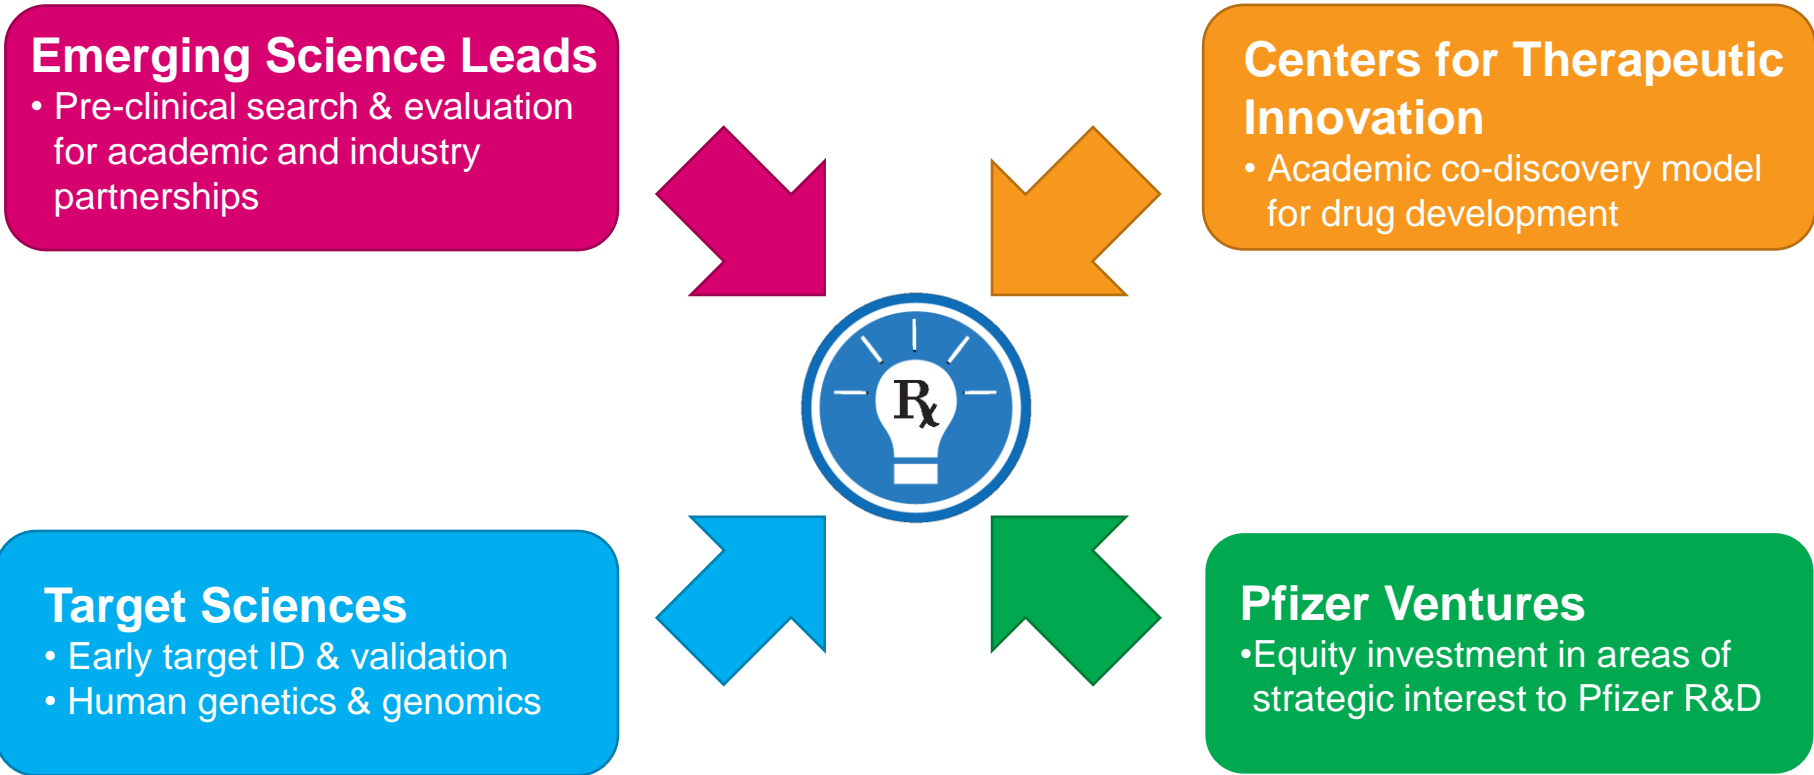 Emerging Science Leads
• Pre-clinical search & evaluation
for academic and industry
partnerships
Centers for Therapeutic
Innovation
• Academic co-discovery model
for drug development
℞
Target Sciences
• Early target ID & validation
• Human genetics & genomics
Pfizer Ventures
•Equity investment in areas of
strategic interest to Pfizer R&D